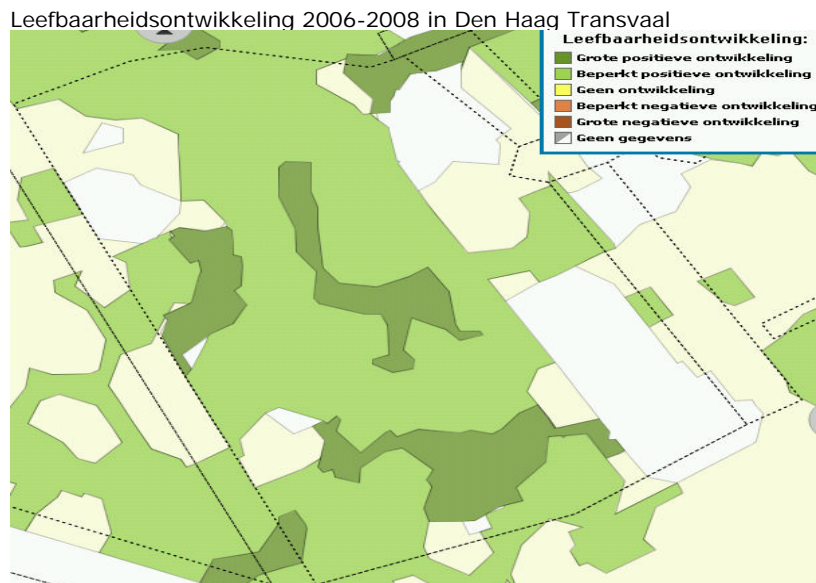 Leefbaarheidsontwikkeling 2006-2008 in Den Haag Transvaal
Leefbaarheidsontwikkeling:
Grote positieve ontwikkeling
Beperkt positieve ontwikkeling
Geen ontwikkeling
Beperkt negatieve ontwikkeling
Grote negatieve ontwikkeling
Geen gegevens